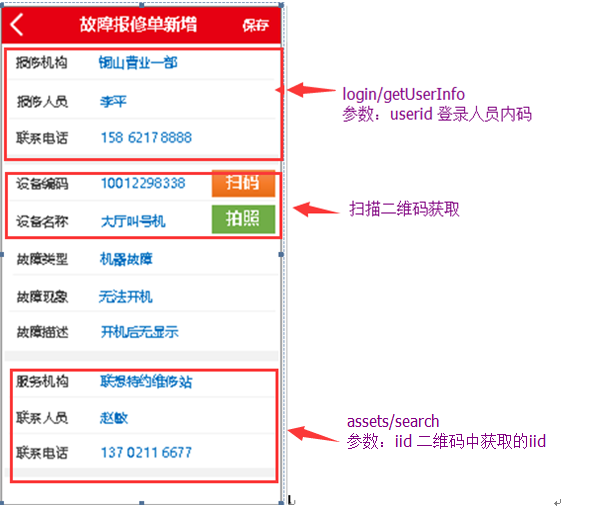 故障报修单新增
保存
报修机构 铜山营业一部
报修人员 李平
联系电话 158 6217 8888
设备编码 10012298338 扫码
设备名称 大厅叫号机 拍照
故障类型 机器故障
故障现象 无法开机
故障描述 开机后无显示
服务机构 联想特约维修站
联系人员 赵敏
联系电话 137 0211 6677
login/getUserInfo
参数：userid 登录人员内码
扫描二维码获取
assets/search
参数：iid 二维码中获取的iid